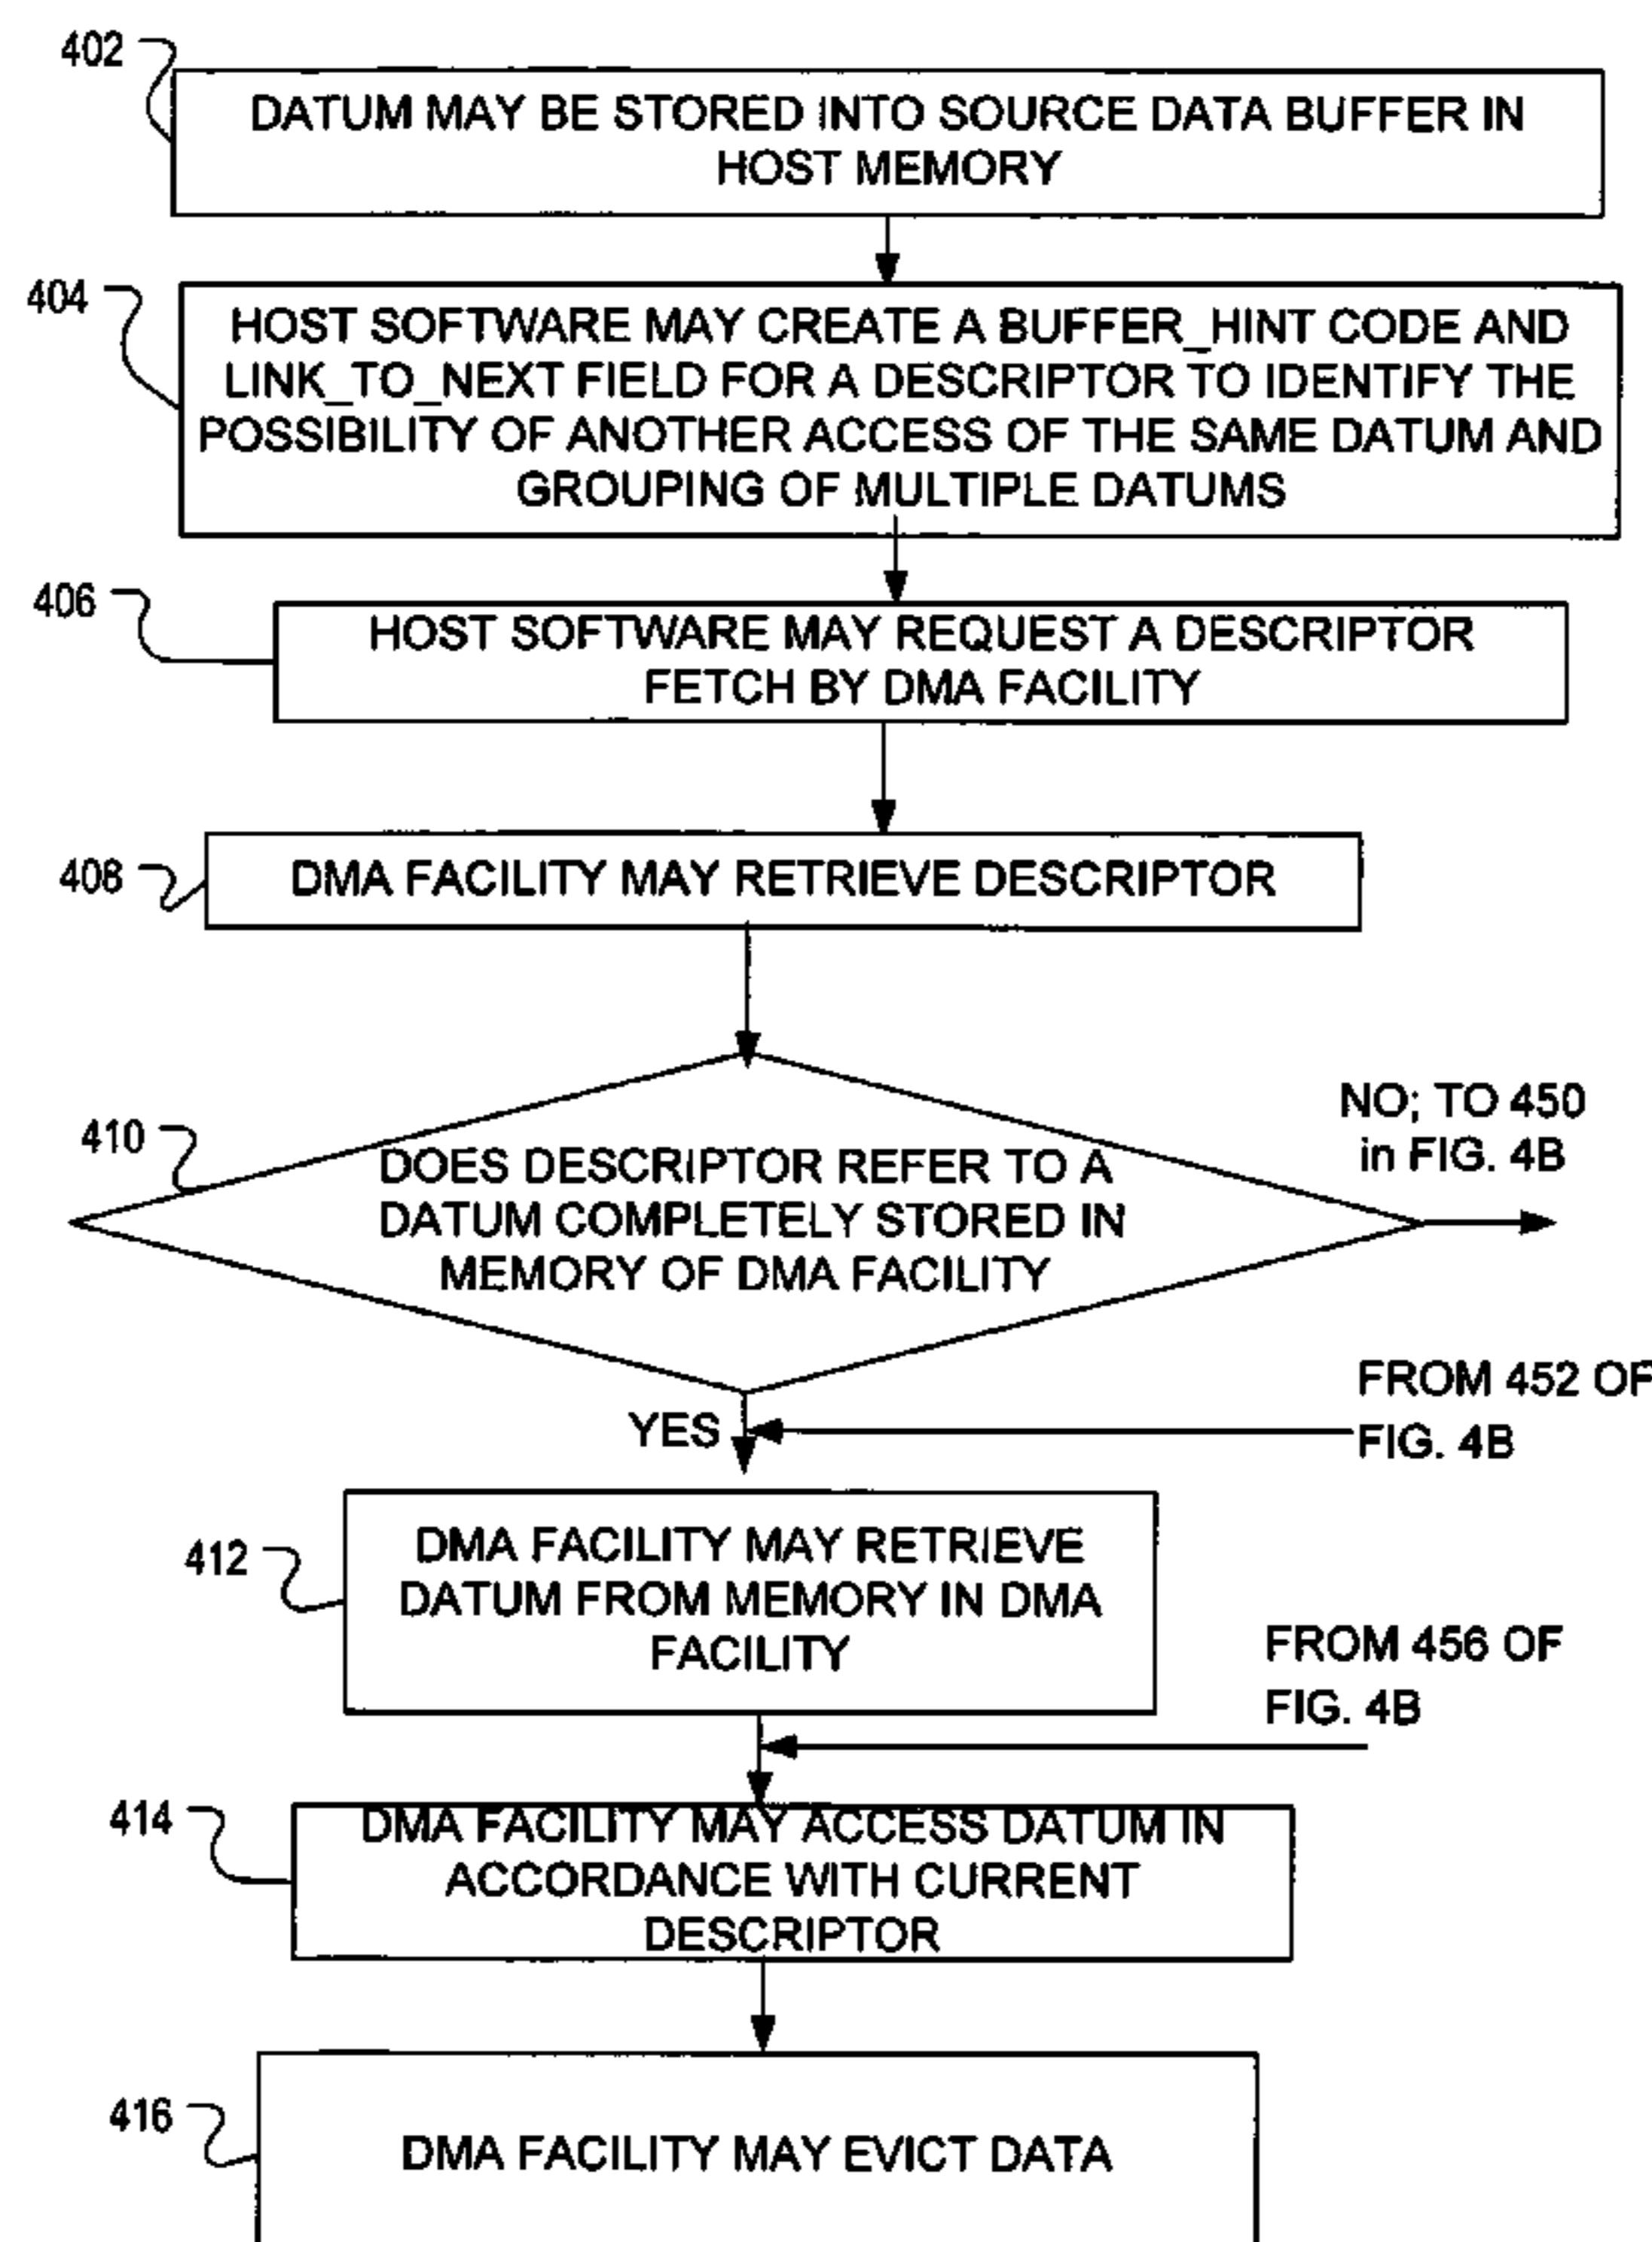 402
DATUM MAY BE STORED INTO SOURCE DATA BUFFER IN
HOST MEMORY
404
HOST SOFTWARE MAY CREATE A BUFFER_HINT CODE AND
LINK_TO_NEXT FIELD FOR A DESCRIPTOR TO IDENTIFY THE
POSSIBILITY OF ANOTHER ACCESS OF THE SAME DATUM AND
GROUPING OF MULTIPLE DATUMS
406
HOST SOFTWARE MAY REQUEST A DESCRIPTOR
FETCH BY DMA FACILITY
408
DMA FACILITY MAY RETRIEVE DESCRIPTOR
410
DOES DESCRIPTOR REFER TO A
DATUM COMPLETELY STORED IN
MEMORY OF DMA FACILITY
NO; TO 450
in FIG. 4B
YES
FROM 452 OF
FIG. 4B
412
DMA FACILITY MAY RETRIEVE
DATUM FROM MEMORY IN DMA
FACILITY
FROM 456 OF
FIG. 4B
414
DMA FACILITY MAY ACCESS DATUM IN
ACCORDANCE WITH CURRENT
DESCRIPTOR
416
DMA FACILITY MAY EVICT DATA